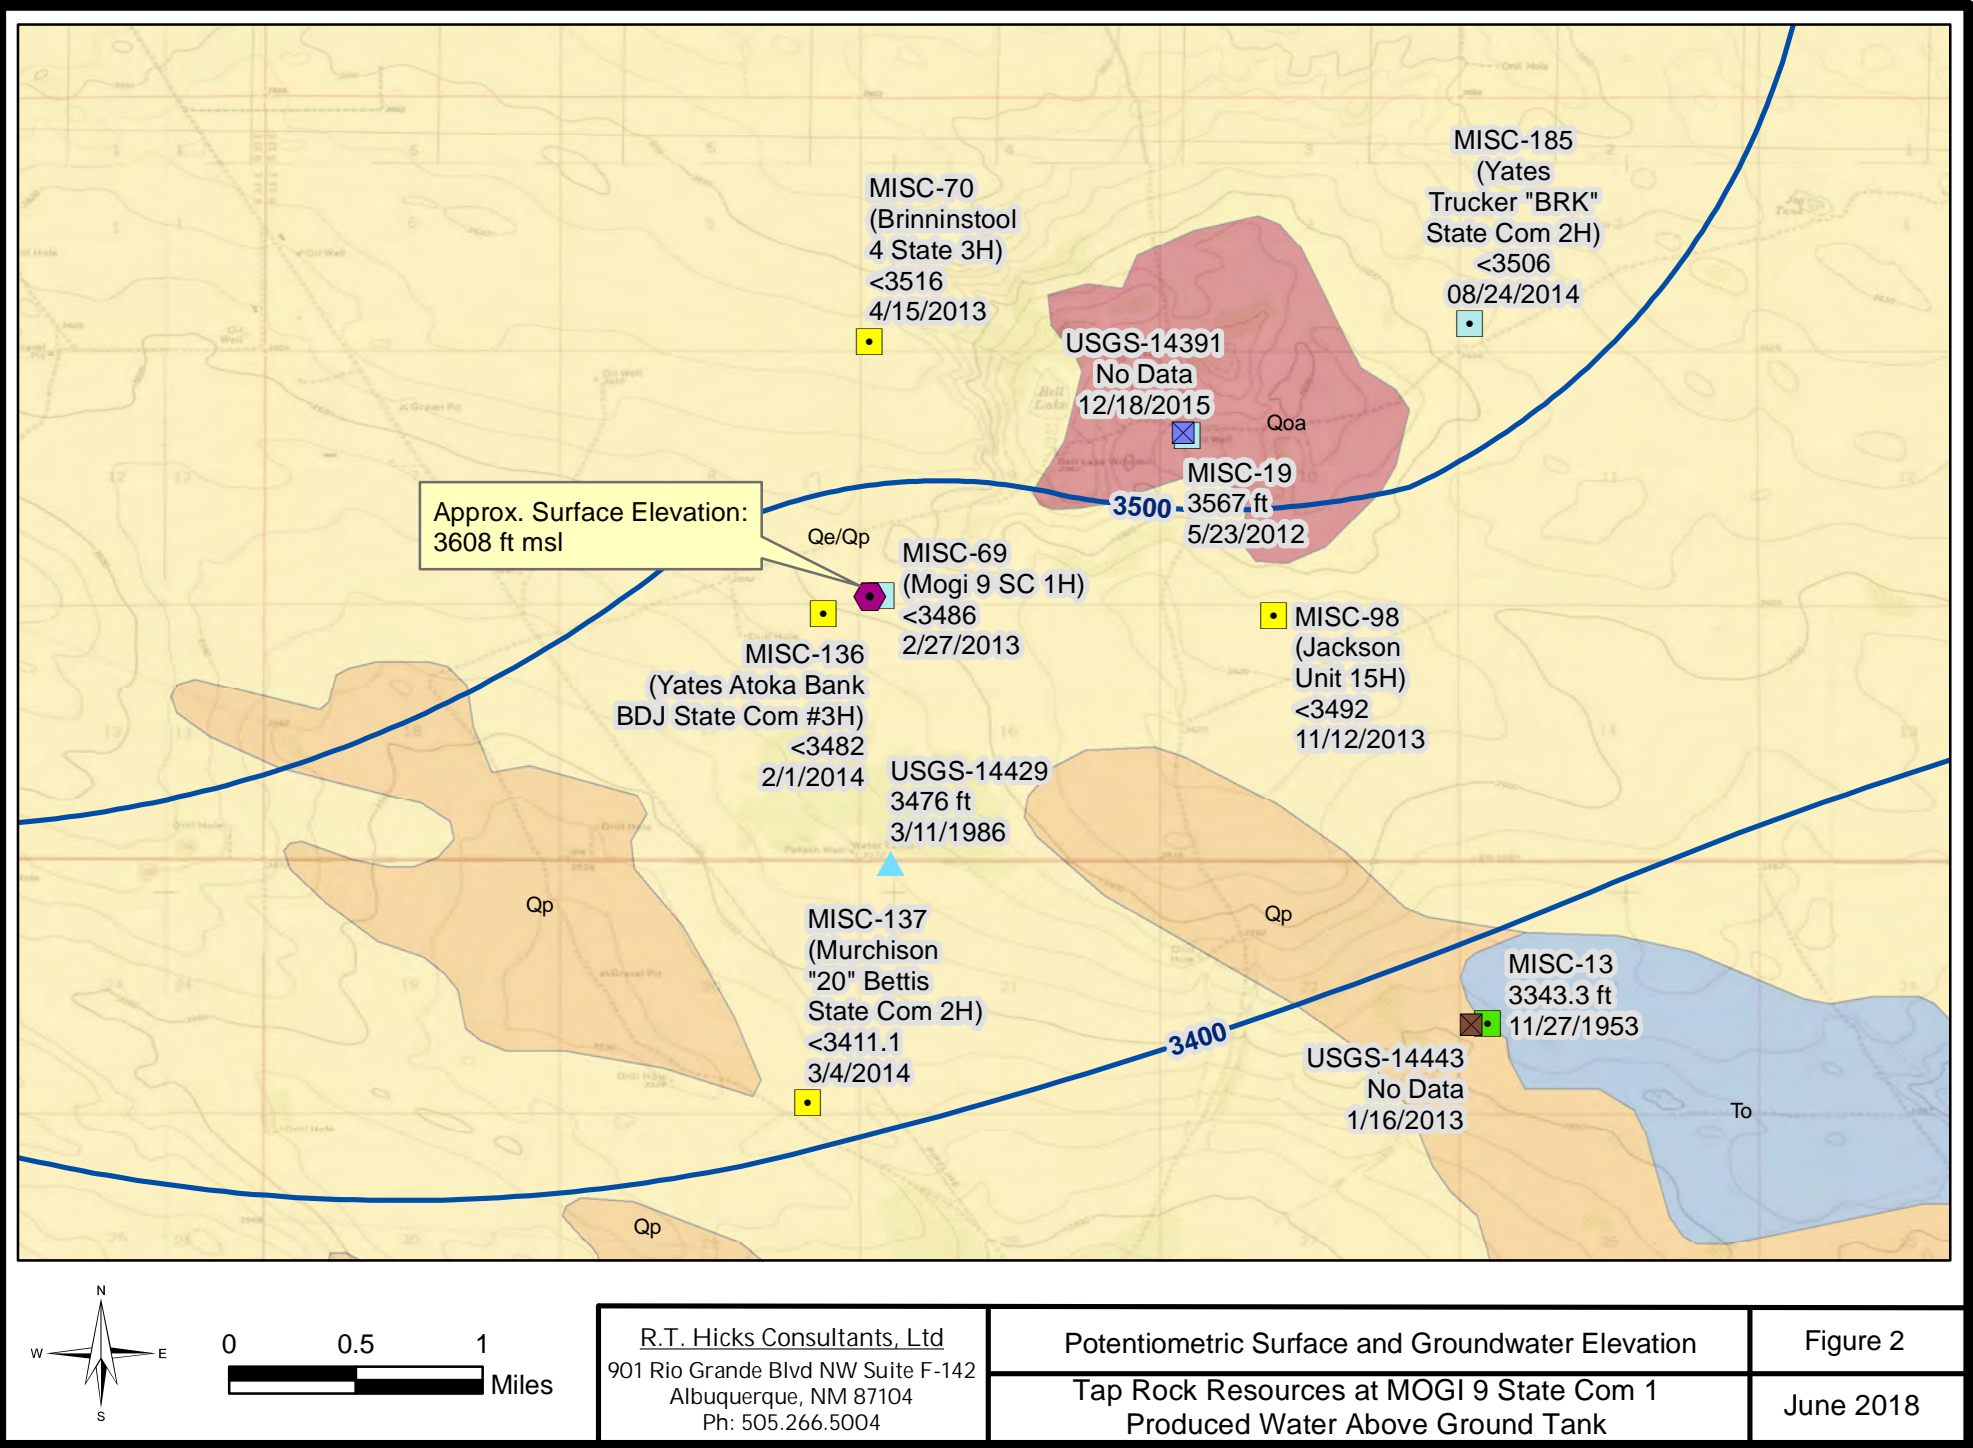 MISC-185
(Yates
Trucker "BRK"
State Com 2H)
<3506
08/24/2014
MISC-70
(Brinninstool
4 State 3H)
<3516
4/15/2013
USGS-14391
No Data
12/18/2015
Bell
Lake
Qoa
MISC-19
3567 ft
5/23/2012
3500
Approx. Surface Elevation:
3608 ft msl
Qe/Qp
MISC-69
(Mogi 9 SC 1H)
<3486
2/27/2013
MISC-98
(Jackson
Unit 15H)
<3492
11/12/2013
MISC-136
(Yates Atoka Bank
BDJ State Com #3H)
<3482
2/1/2014
USGS-14429
3476 ft
3/11/1986
Qp
Qp
MISC-137
(Murchison
"20" Bettis
State Com 2H)
<3411.1
3/4/2014
MISC-13
3343.3 ft
11/27/1953
3400
USGS-14443
No Data
1/16/2013
To
Qp
N
W
E
S
0 0.5 1
Miles
R.T. Hicks Consultants, Ltd
901 Rio Grande Blvd NW Suite F-142
Albuquerque, NM 87104
Ph: 505.266.5004
Potentiometric Surface and Groundwater Elevation
Tap Rock Resources at MOGI 9 State Com 1
Produced Water Above Ground Tank
Figure 2
June 2018